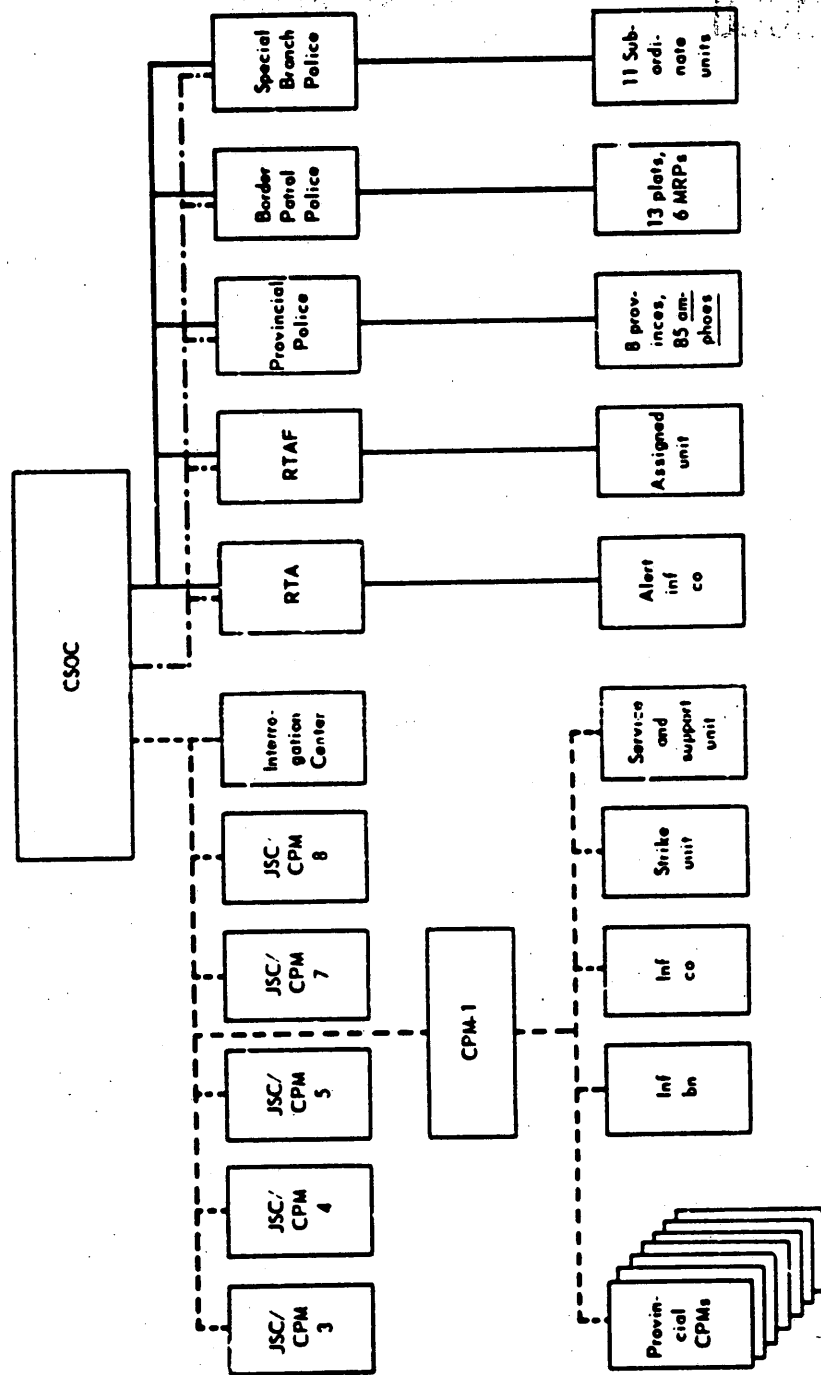 CSOC
JSC/
CPM
3
JSC/
CPM
4
JSC/
CPM
5
JSC/
CPM
7
JSC/
CPM
8
Interro-
gation
Center
RTA
RTAF
Provincial
Police
Border
Patrol
Police
Special
Branch
Police
CPM-1
Provin-
cial
CPMs
Inf
bn
Inf
co
Strike
unit
Service
and
support
unit
Alert
inf
co
Assigned
unit
8 prov-
inces,
85 am-
phoes
13 plats,
6 MRPs
11 Sub-
ordi-
nate
units